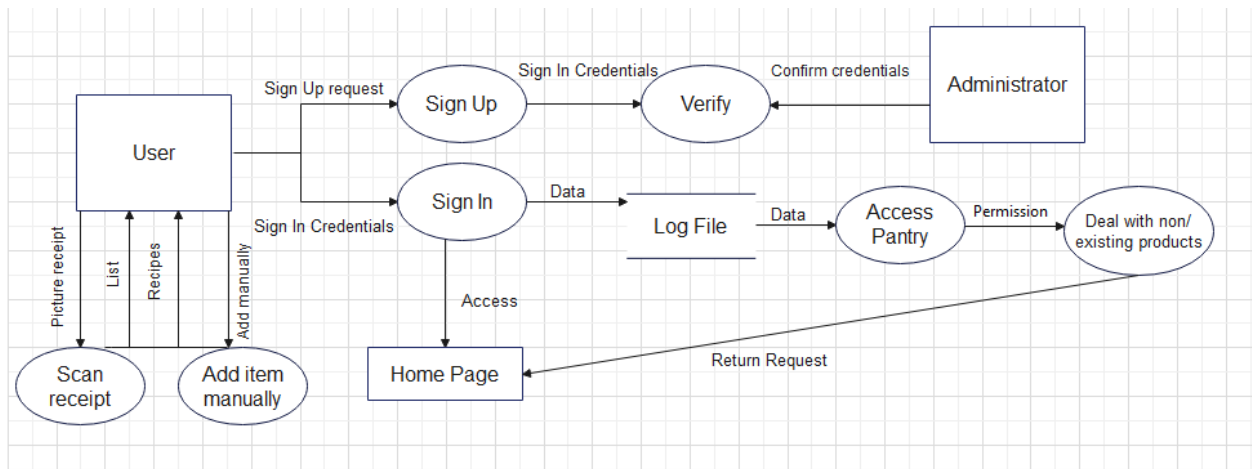 Sign Up request
Sign Up
Sign In Credentials
Verify
Confirm credentials
Administrator
User
Sign In Credentials
Sign In
Data
Log File
Data
Access
Pantry
Permission
Deal with non/
existing products
Picture receipt
List
Recipes
Add manually
Access
Return Request
Scan
receipt
Add item
manually
Home Page